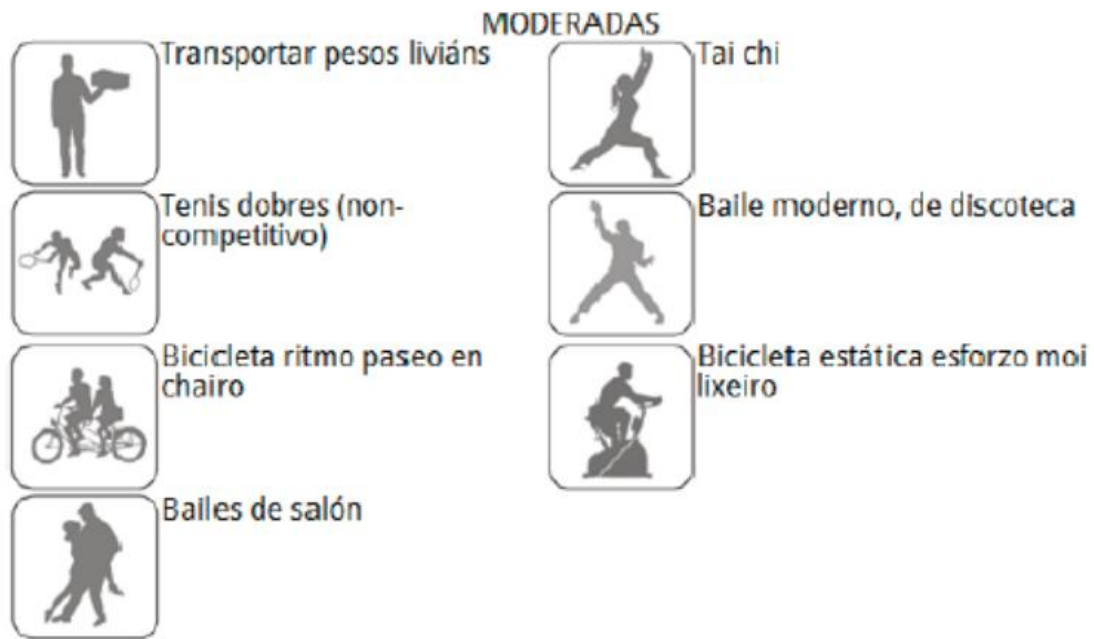 MODERADAS
Transportar pesos liviáns
Tai chi
Tenis dobres (non-
competitivo)
Baile moderno, de discoteca
Bicicleta ritmo paseo en
chairo
Bicicleta estática esforzo moi
lixeiro
Bailes de salón